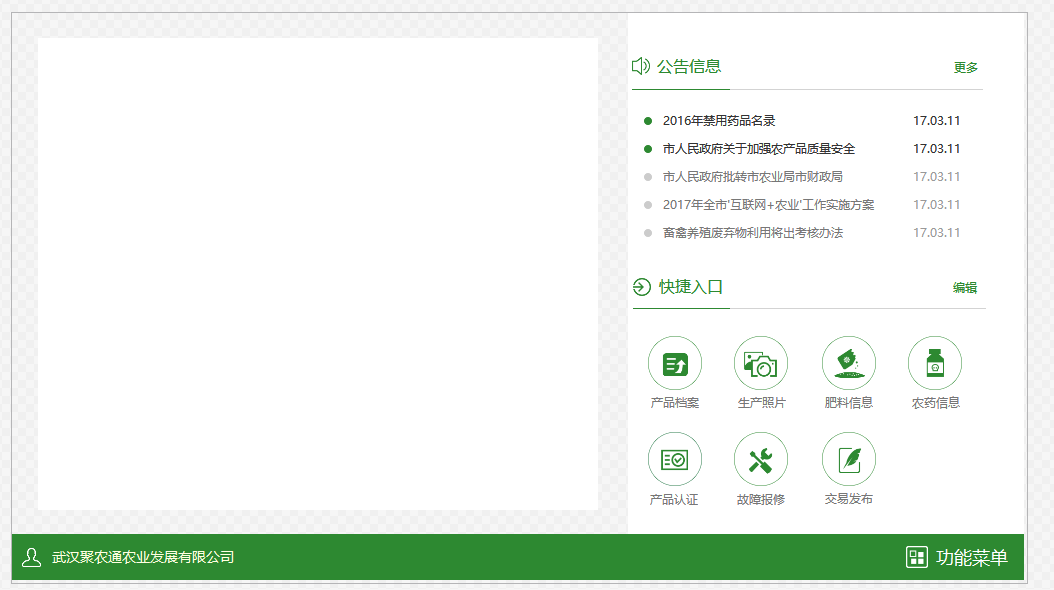 公告信息 更多
2016年禁用药品名录 17.03.11
市人民政府关于加强农产品质量安全 17.03.11
市人民政府批转市农业局市财政局 17.03.11
2017年全市'互联网+农业'工作实施方案 17.03.11
畜禽养殖废弃物利用将出考核办法 17.03.11
快捷入口 编辑
产品档案 生产照片 肥料信息 农药信息
产品认证 故障报修 交易发布
武汉聚农通农业发展有限公司 功能菜单